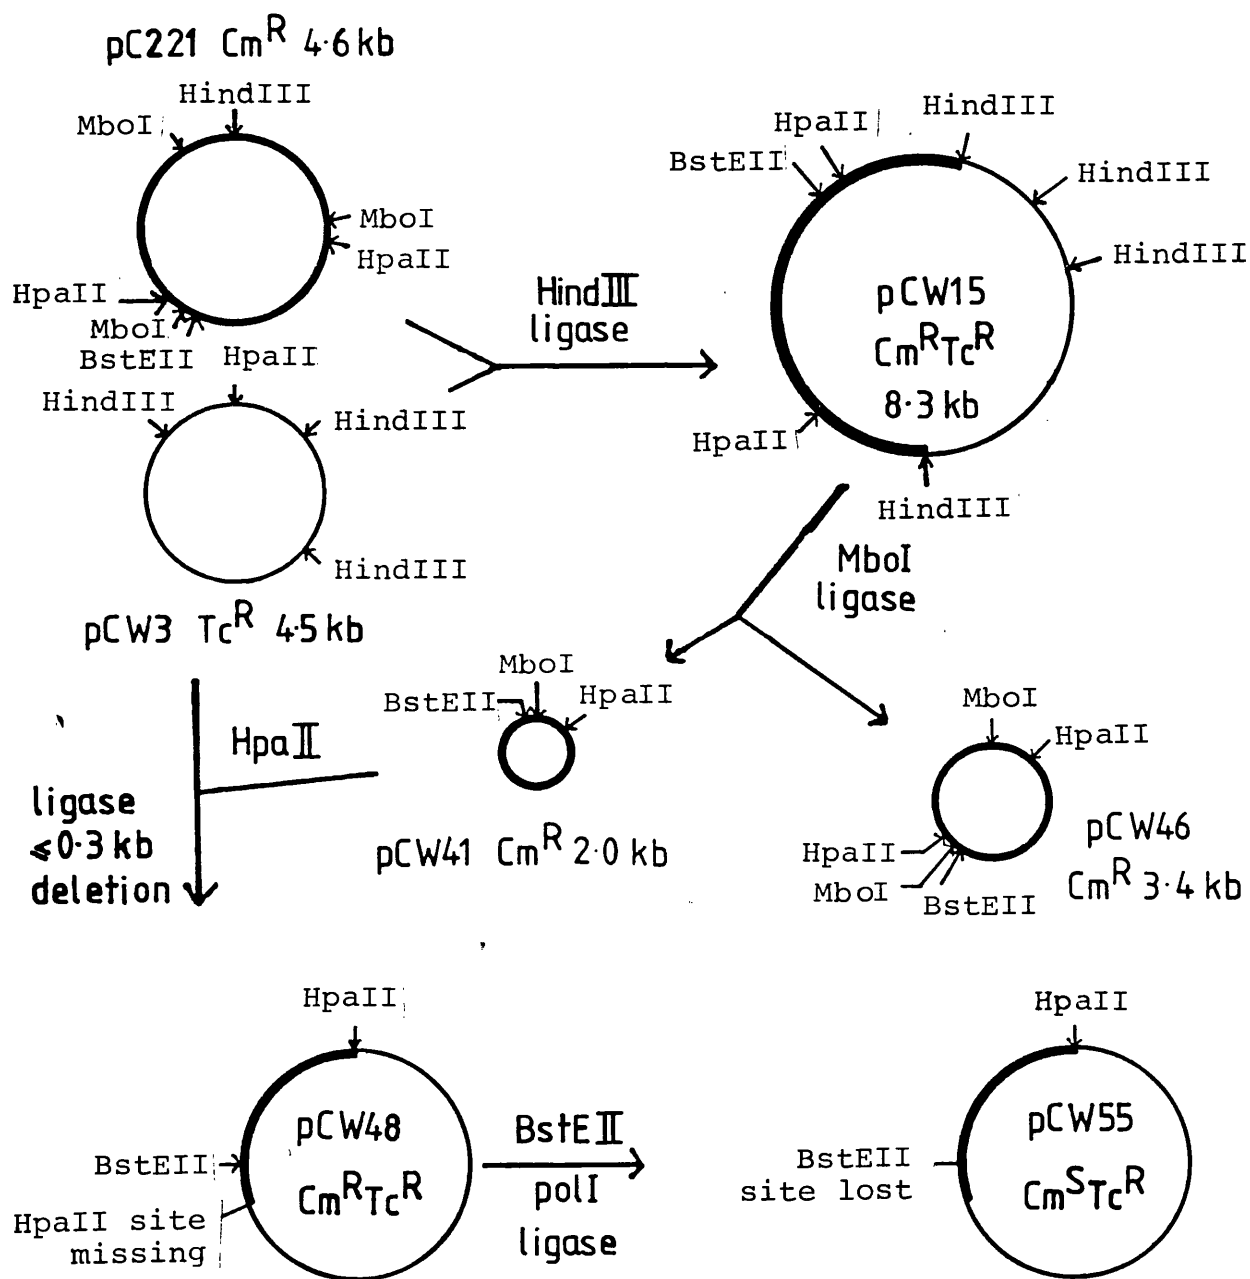 pC221 Cm^R 4·6 kb
HindIII
MboI
MboI
HpaII
HpaII
MboI
BstEII
HpaII
HindIII
HindIII
HindIII
pCW3 Tc^R 4·5 kb
HindIII
ligase
HpaII
HindIII
BstEII
HindIII
HindIII
pCW15
Cm^R Tc^R
8·3 kb
HpaII
HindIII
MboI
ligase
MboI
BstEII
HpaII
pCW41 Cm^R 2·0 kb
MboI
HpaII
HpaII
MboI
BstEII
pCW46
Cm^R 3·4 kb
HpaII
ligase
⩽0·3 kb
deletion
HpaII
pCW48
Cm^R Tc^R
BstEII
HpaII site
missing
BstEII
polI
ligase
HpaII
pCW55
Cm^S Tc^R
BstEII
site lost